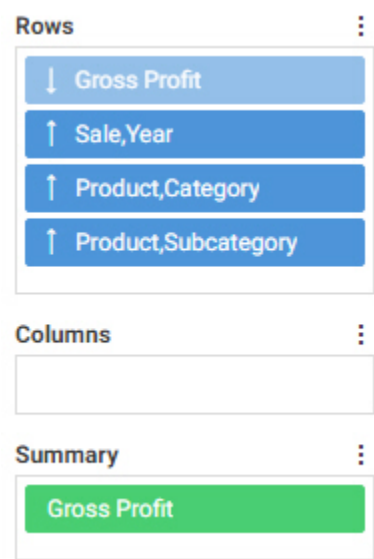 Rows
Gross Profit
Sale,Year
Product,Category
Product,Subcategory
Columns
Summary
Gross Profit